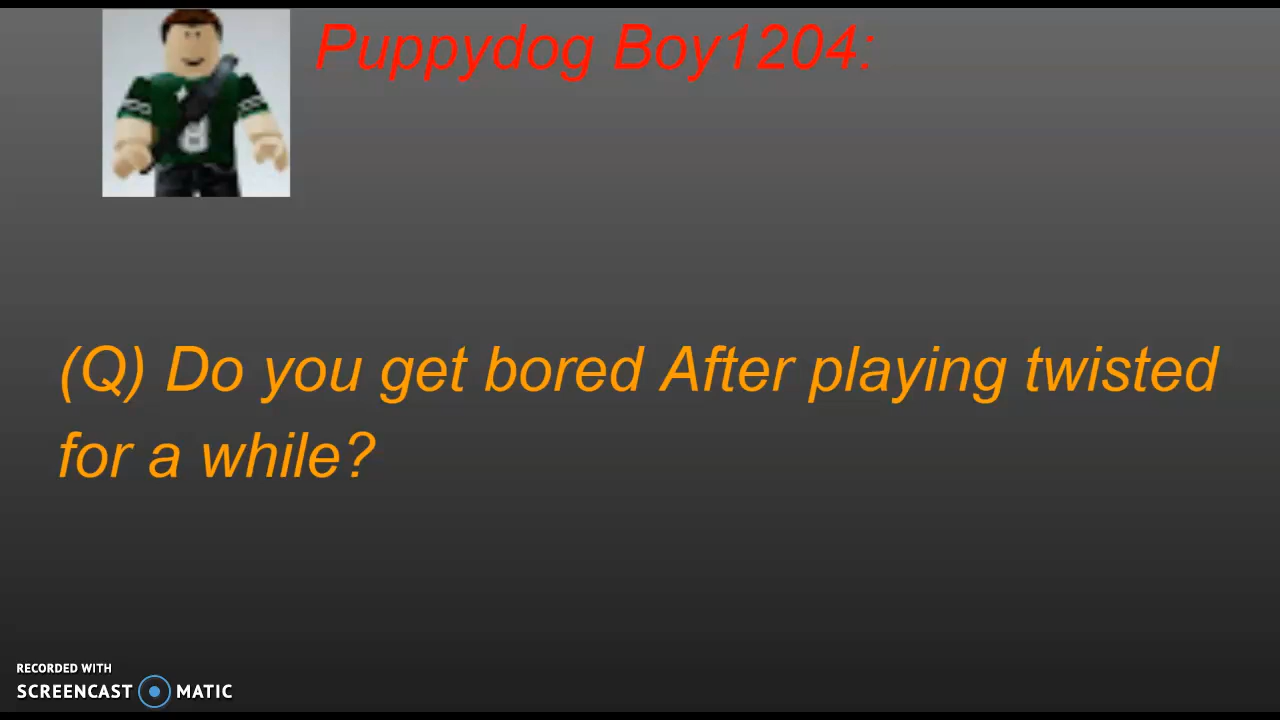 Puppydog Boy1204:
(Q) Do you get bored After playing twisted
for a while?
RECORDED WITH
SCREENCAST MATIC